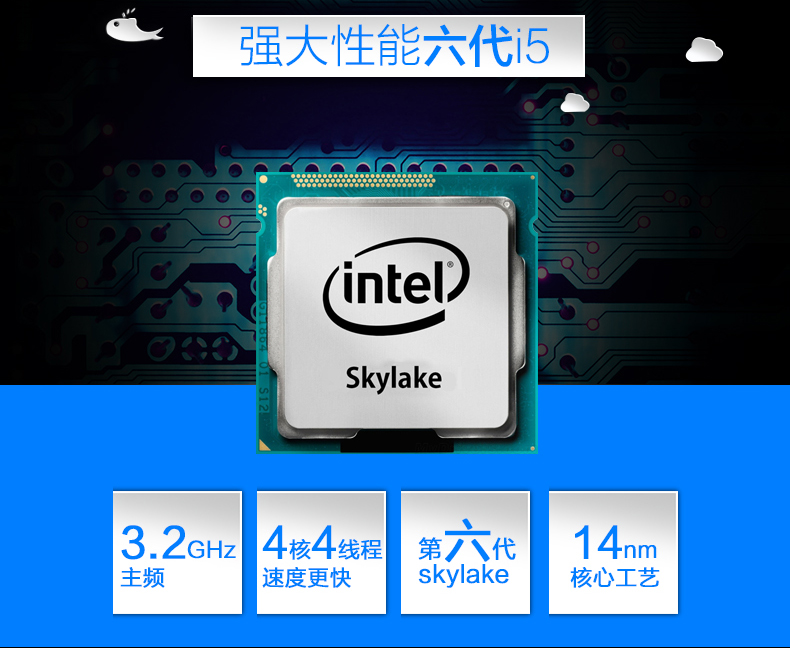 强大性能六代i5
intel®
Skylake
3.2GHz
主频
4核4线程
速度更快
第六代
skylake
14nm
核心工艺